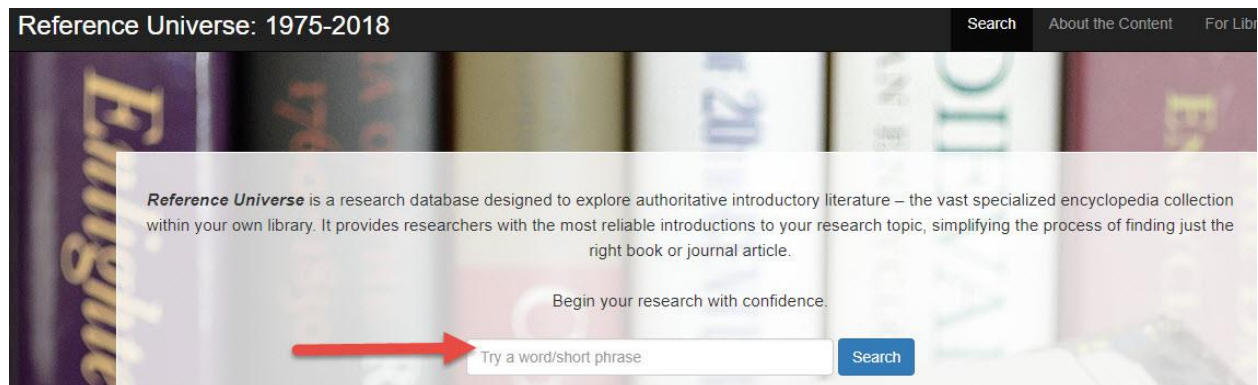 Reference Universe: 1975-2018
Search About the Content For Libr
Reference Universe is a research database designed to explore authoritative introductory literature – the vast specialized encyclopedia collection
within your own library. It provides researchers with the most reliable introductions to your research topic, simplifying the process of finding just the
right book or journal article.
Begin your research with confidence.
Try a word/short phrase
Search